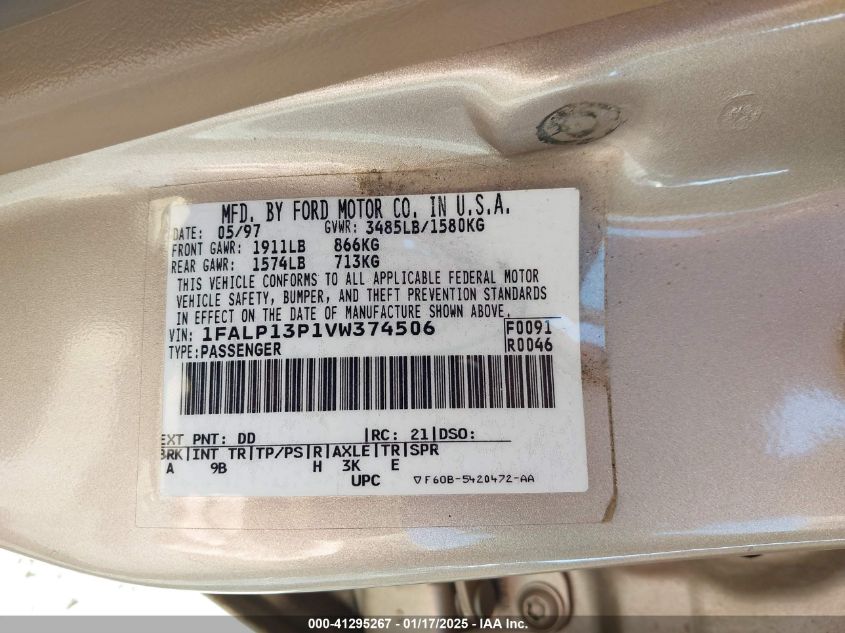 MFD. BY FORD MOTOR CO. IN U.S.A.
DATE: 05/97 GVWR: 3485LB/1580KG
FRONT GAWR: 1911LB 866KG
REAR GAWR: 1574LB 713KG
THIS VEHICLE CONFORMS TO ALL APPLICABLE FEDERAL MOTOR
VEHICLE SAFETY, BUMPER, AND THEFT PREVENTION STANDARDS
IN EFFECT ON THE DATE OF MANUFACTURE SHOWN ABOVE.
VIN: 1FALP13P1VW374506 F0091
TYPE: PASSENGER R0046
EXT PNT: DD |RC: 21|DSO:
BRK|INT TR|TP/PS|R|AXLE|TR|SPR
A 9B H 3K E
UPC ▽F60B-5420472-AA
000-41295267 - 01/17/2025 - IAA Inc.